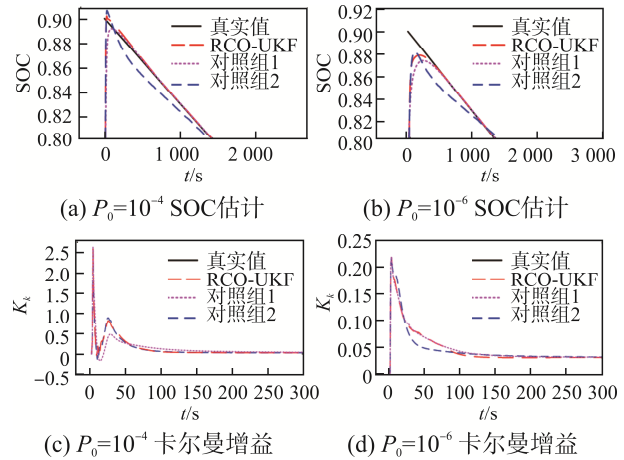 0.90
0.88
0.86
0.84
0.82
0.80
SOC
真实值
RCO-UKF
对照组1
对照组2
0
1 000
2 000
t/s
(a) P₀=10⁻⁴ SOC估计
0.92
0.90
0.88
0.86
0.84
0.82
0.80
SOC
真实值
RCO-UKF
对照组1
对照组2
0
1 000
2 000
3 000
t/s
(b) P₀=10⁻⁶ SOC估计
2.5
2.0
1.5
1.0
0.5
0.0
−0.5
Kₖ
真实值
RCO-UKF
对照组1
对照组2
0 50 100 150 200 250 300
t/s
(c) P₀=10⁻⁴ 卡尔曼增益
0.25
0.20
0.15
0.10
0.05
0.00
Kₖ
真实值
RCO-UKF
对照组1
对照组2
0 50 100 150 200 250 300
t/s
(d) P₀=10⁻⁶ 卡尔曼增益